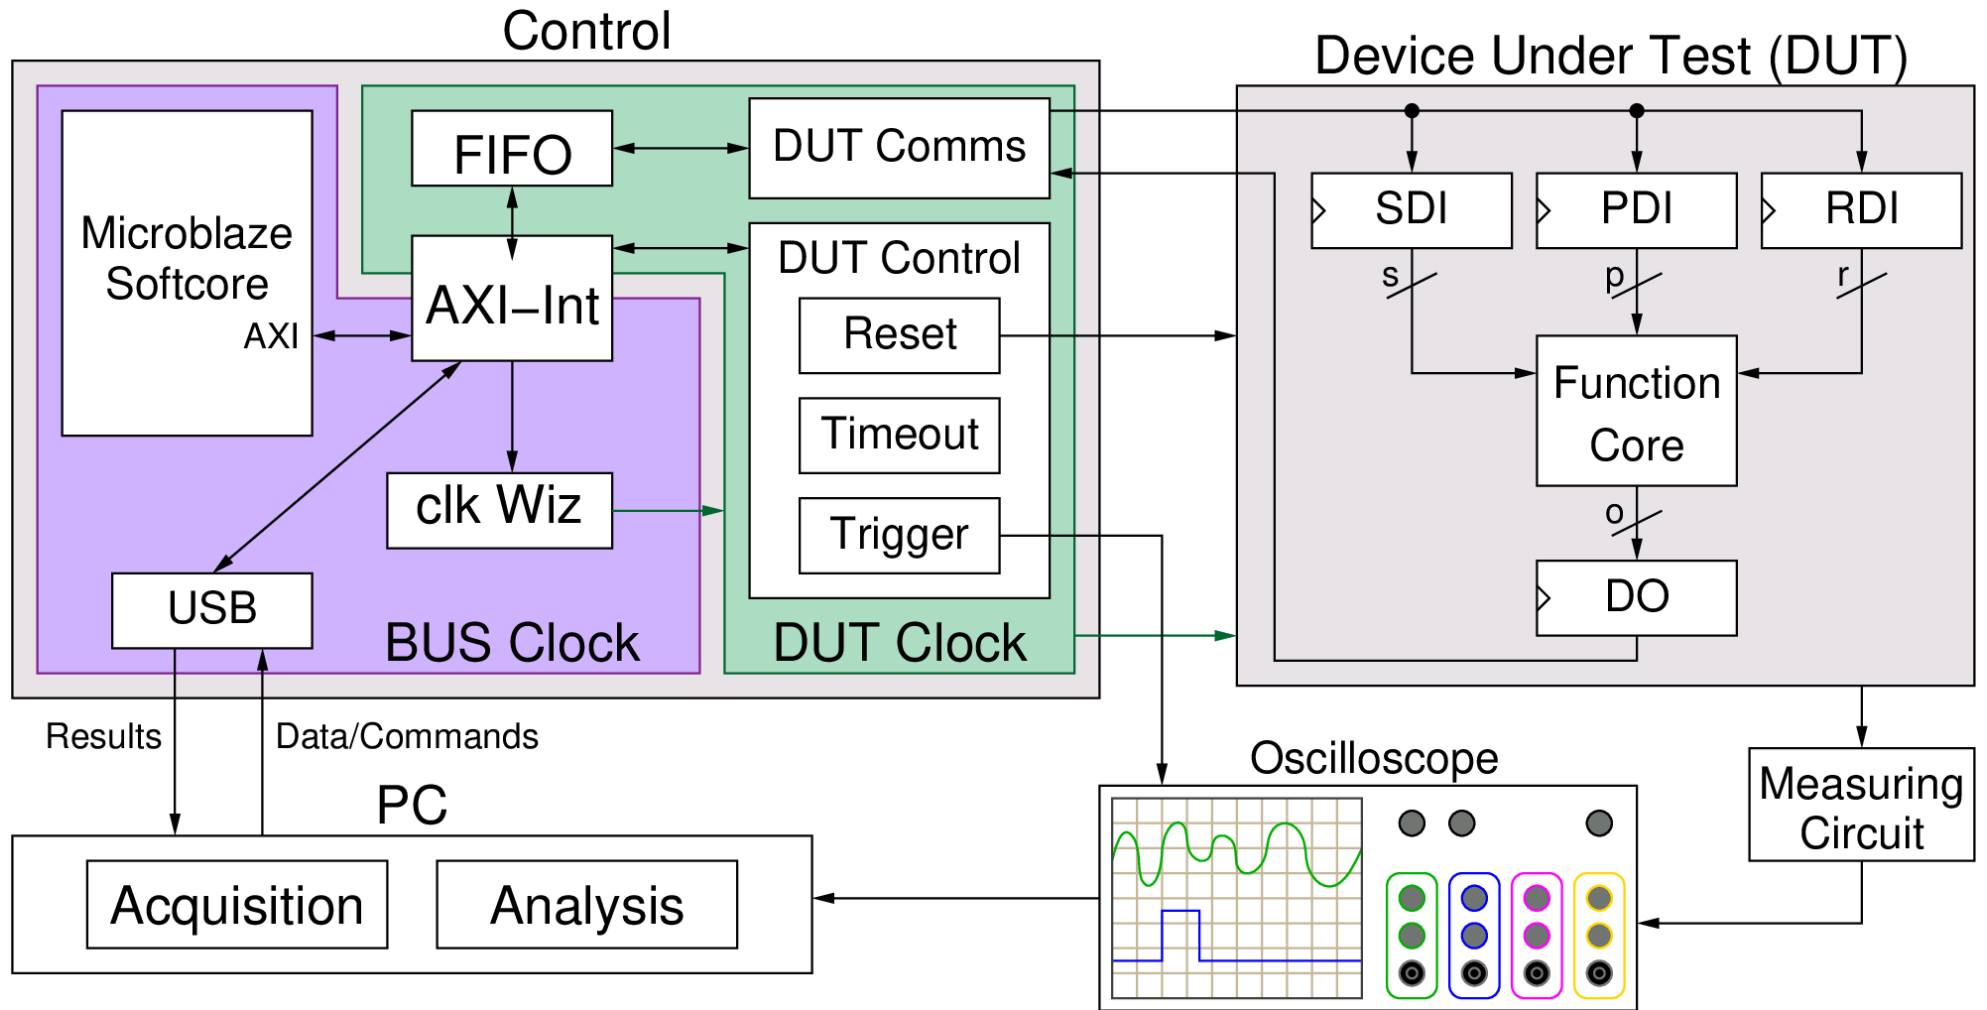 Control
Device Under Test (DUT)
FIFO
DUT Comms
Microblaze
Softcore
AXI
AXI–Int
DUT Control
Reset
Timeout
Trigger
clk Wiz
USB
BUS Clock
DUT Clock
SDI
PDI
RDI
s
p
r
Function
Core
o
DO
Results
Data/Commands
PC
Acquisition
Analysis
Oscilloscope
Measuring
Circuit